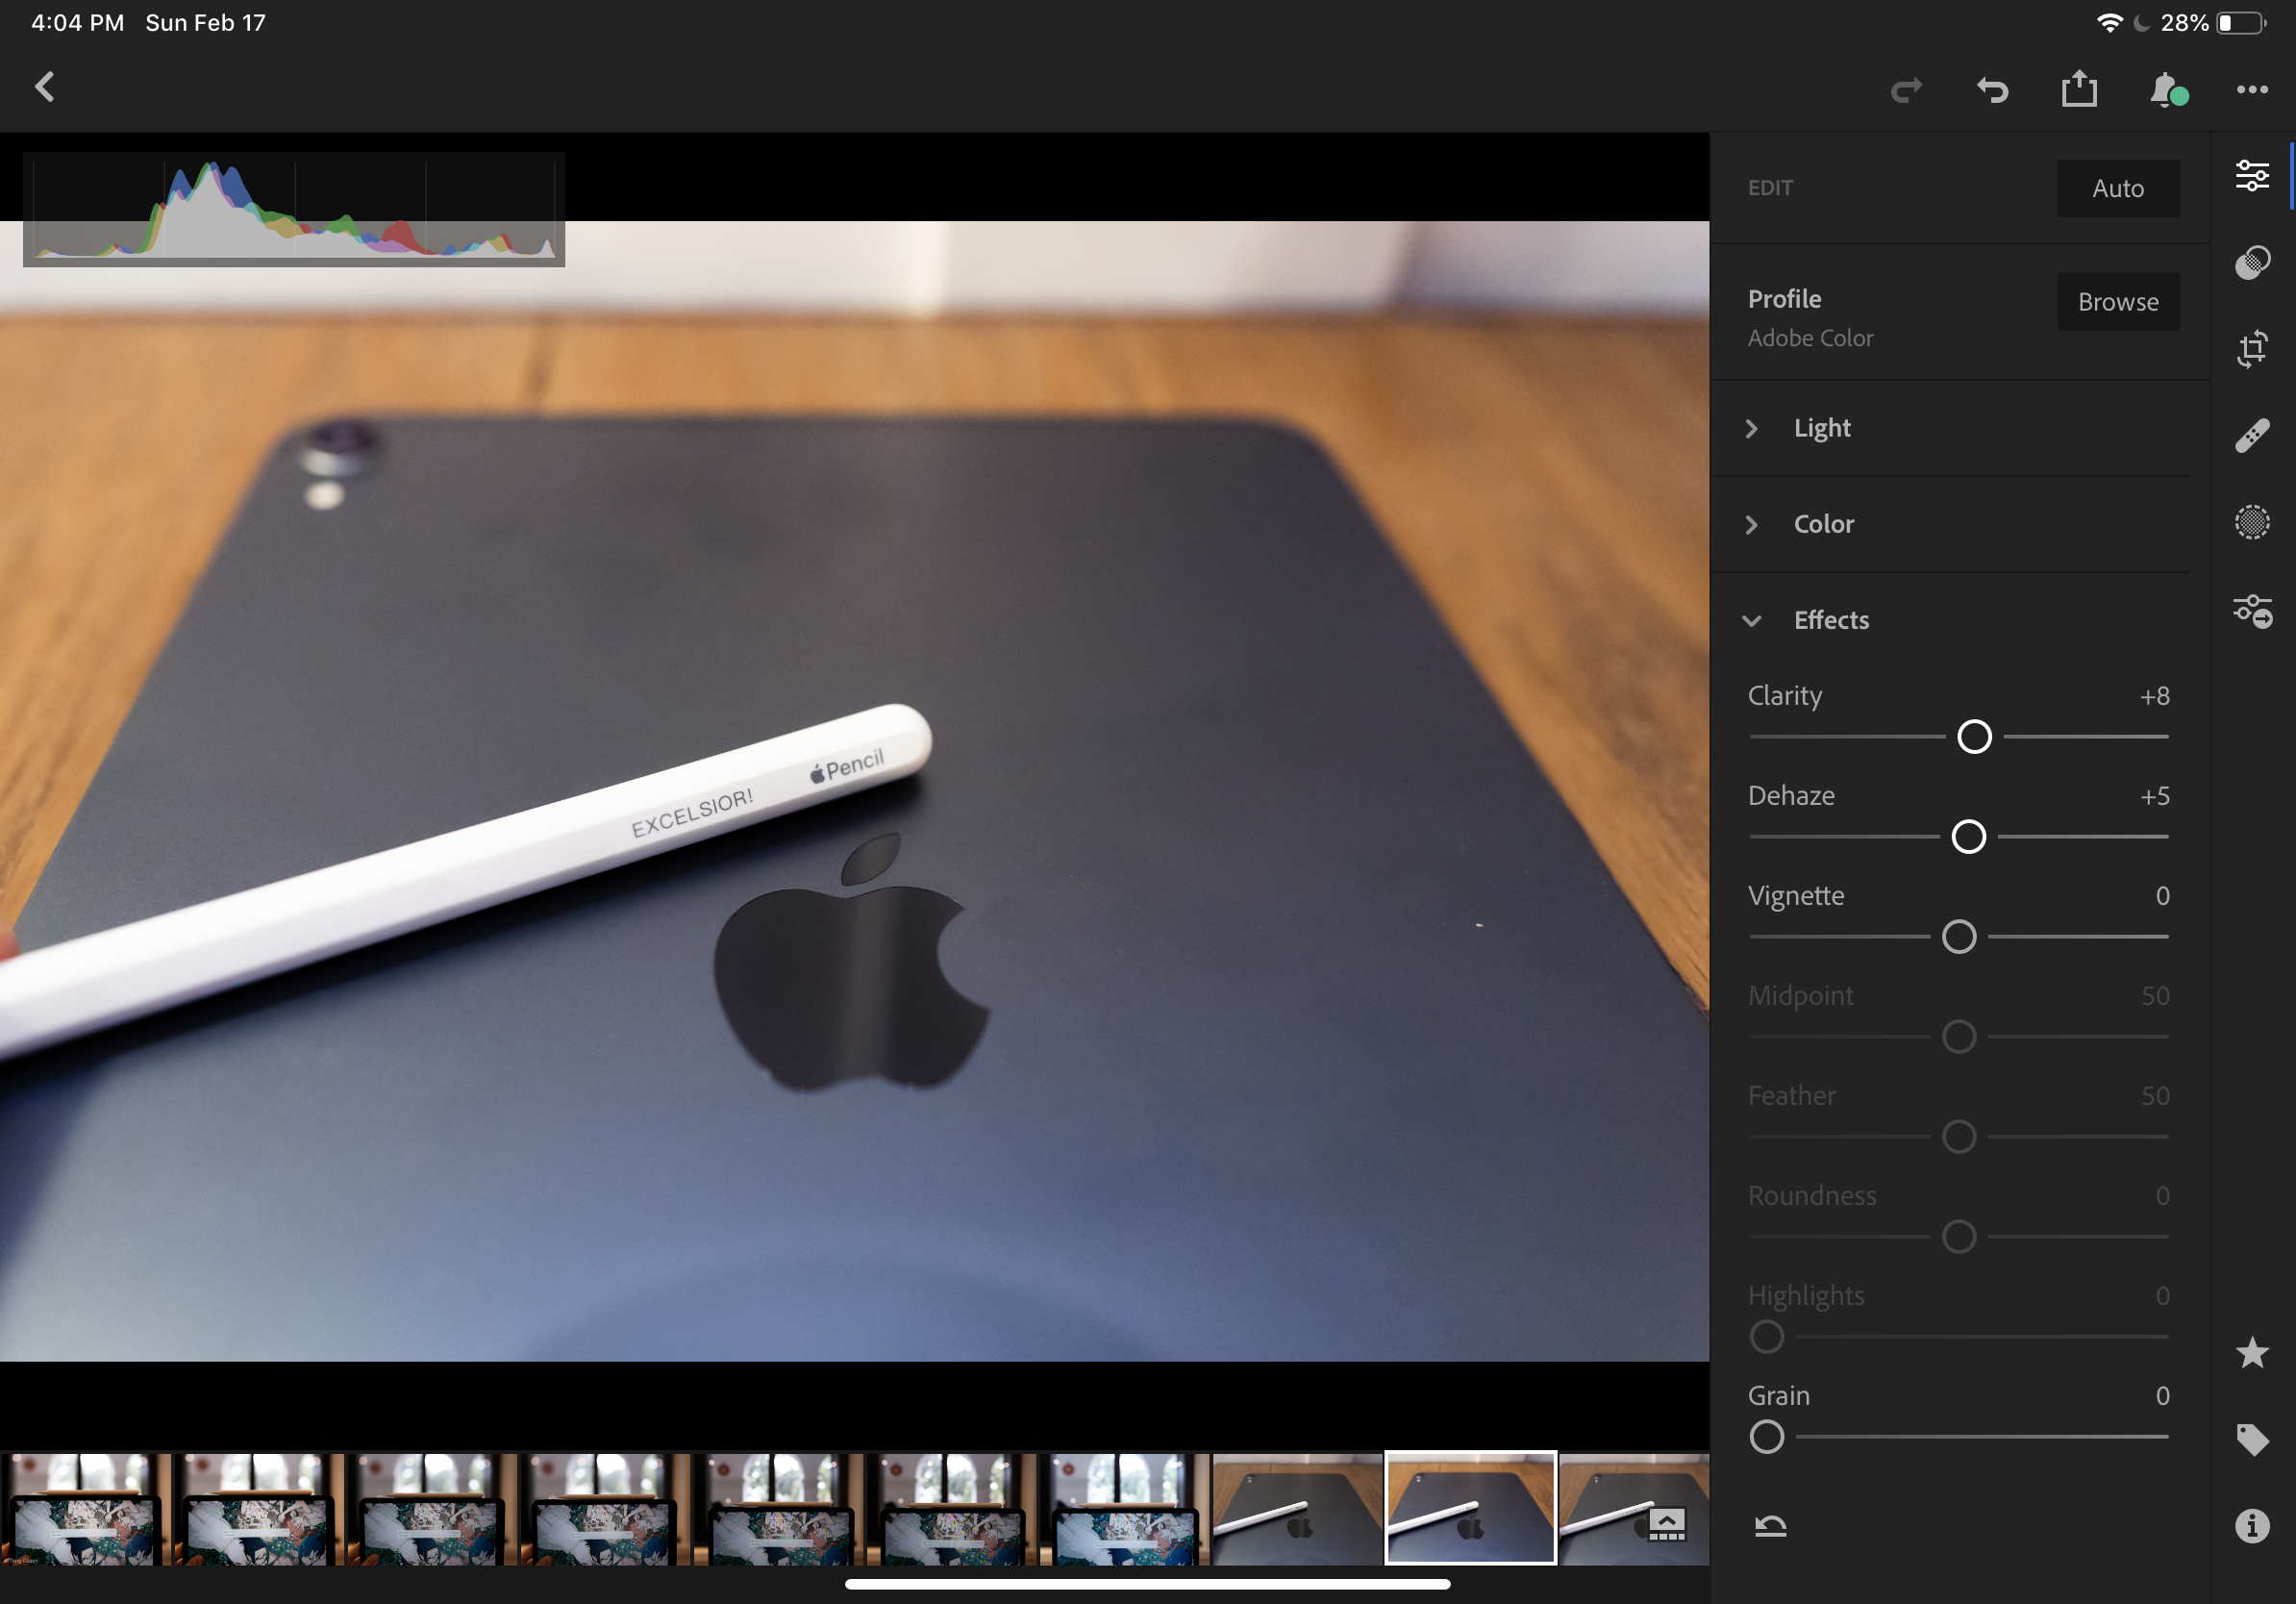 4:04 PM Sun Feb 17
28%
EDIT
Auto
Profile
Browse
Adobe Color
Light
Color
Effects
Clarity +8
Dehaze +5
Vignette 0
Midpoint 50
Feather 50
Roundness 0
Highlights 0
Grain 0
Pencil
EXCELSIOR!